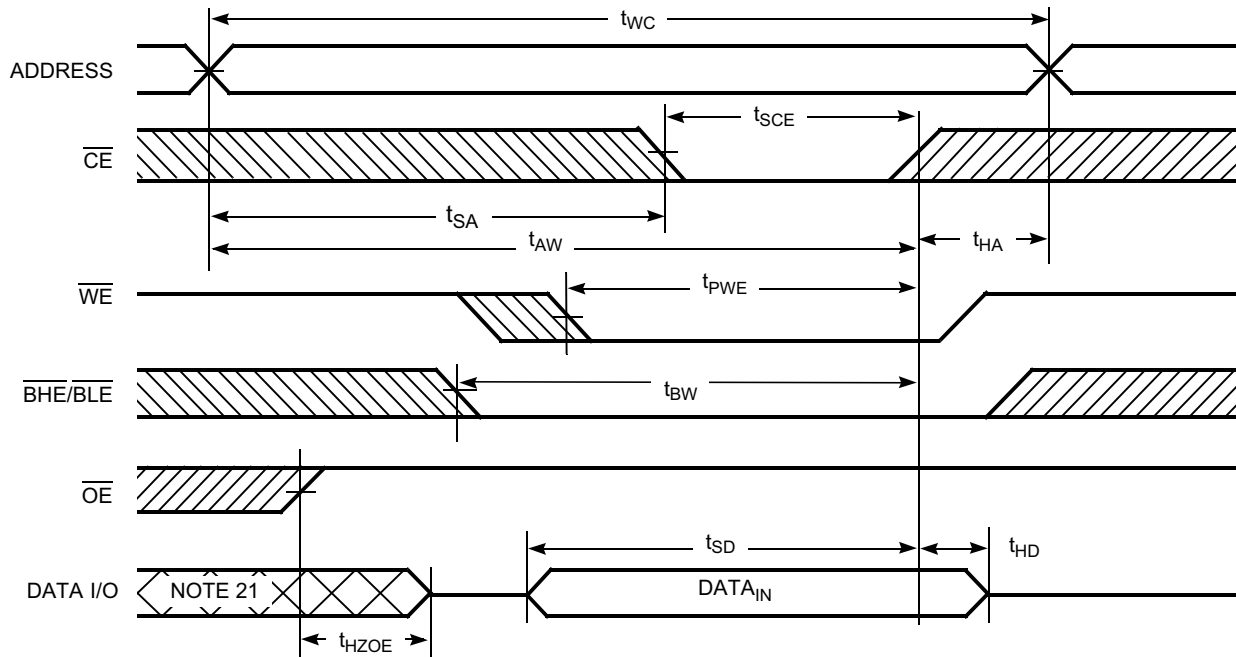 tWC
ADDRESS
tSCE
CE
tSA
tAW
tHA
WE
tPWE
BHE/BLE
tBW
OE
tSD
tHD
DATA I/O
NOTE 21
DATAIN
tHZOE